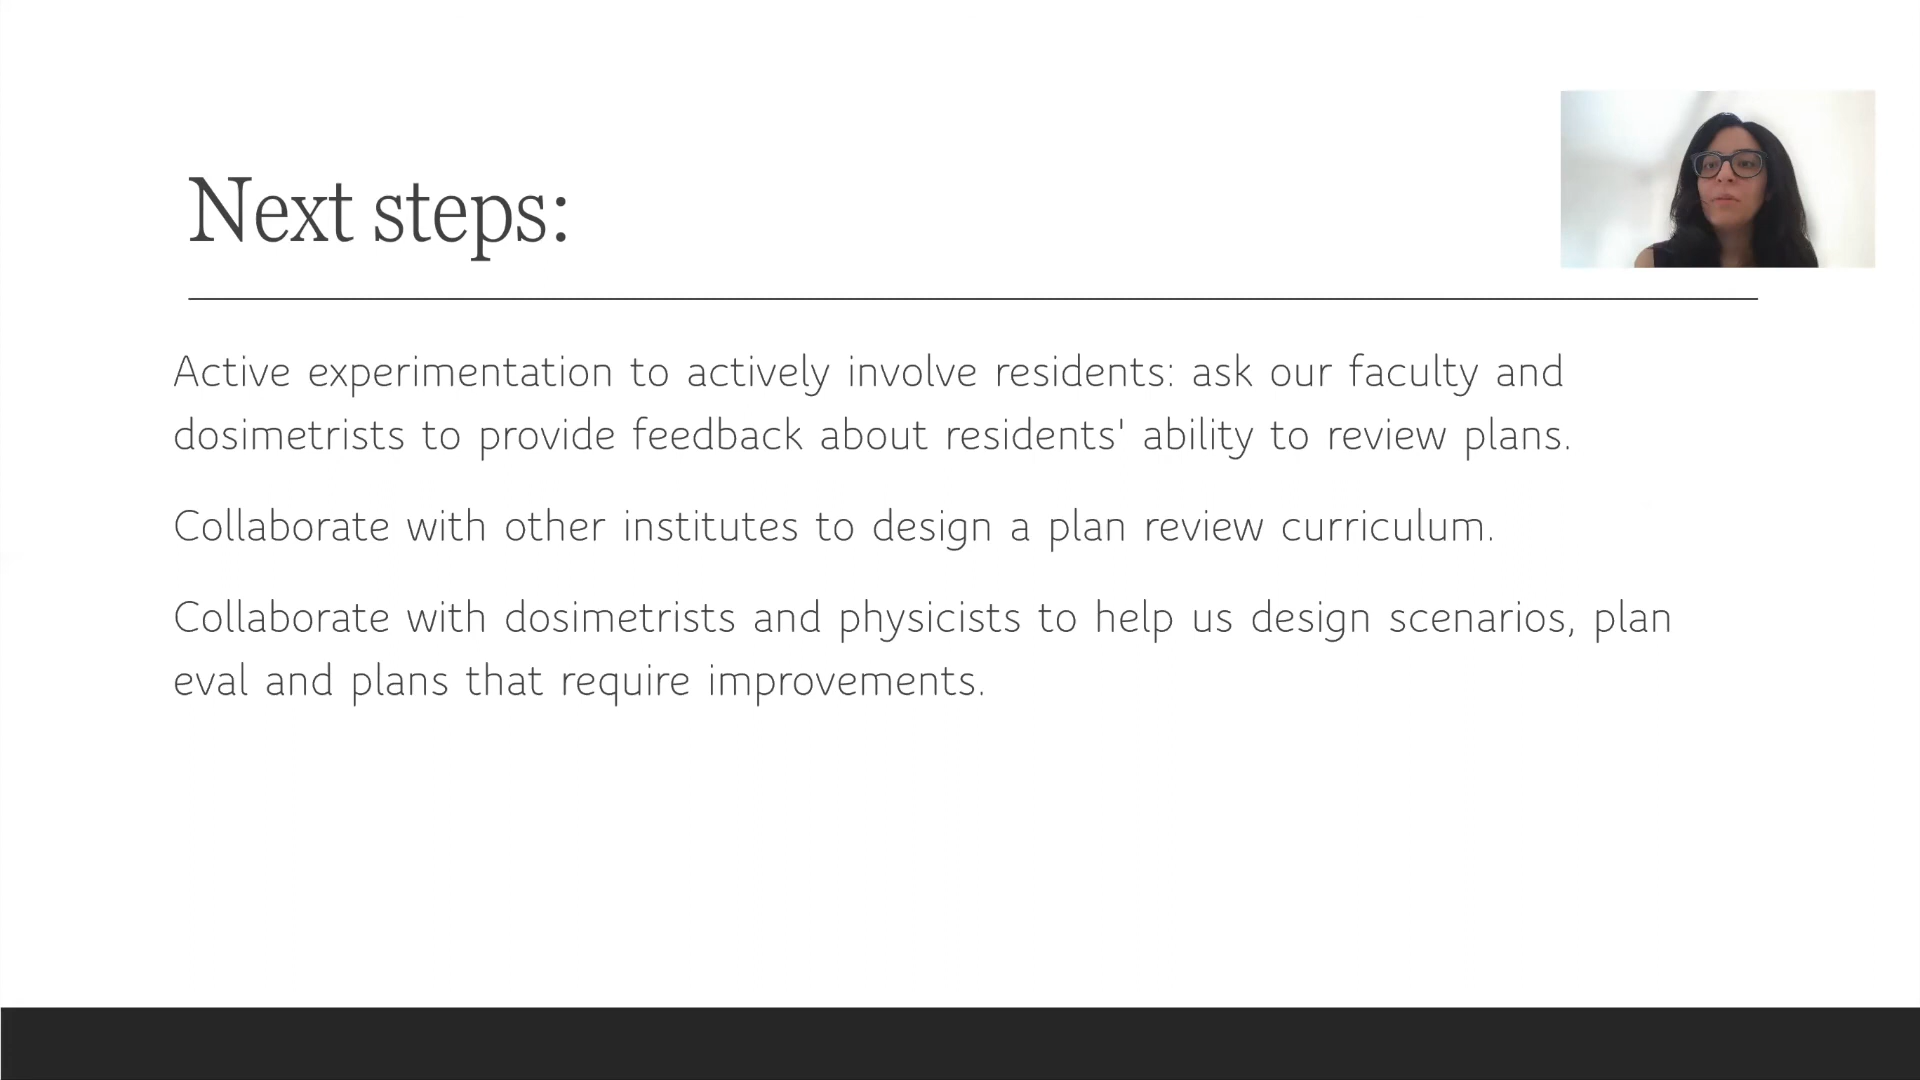 Next steps:
Active experimentation to actively involve residents: ask our faculty and
dosimetrists to provide feedback about residents' ability to review plans.
Collaborate with other institutes to design a plan review curriculum.
Collaborate with dosimetrists and physicists to help us design scenarios, plan
eval and plans that require improvements.